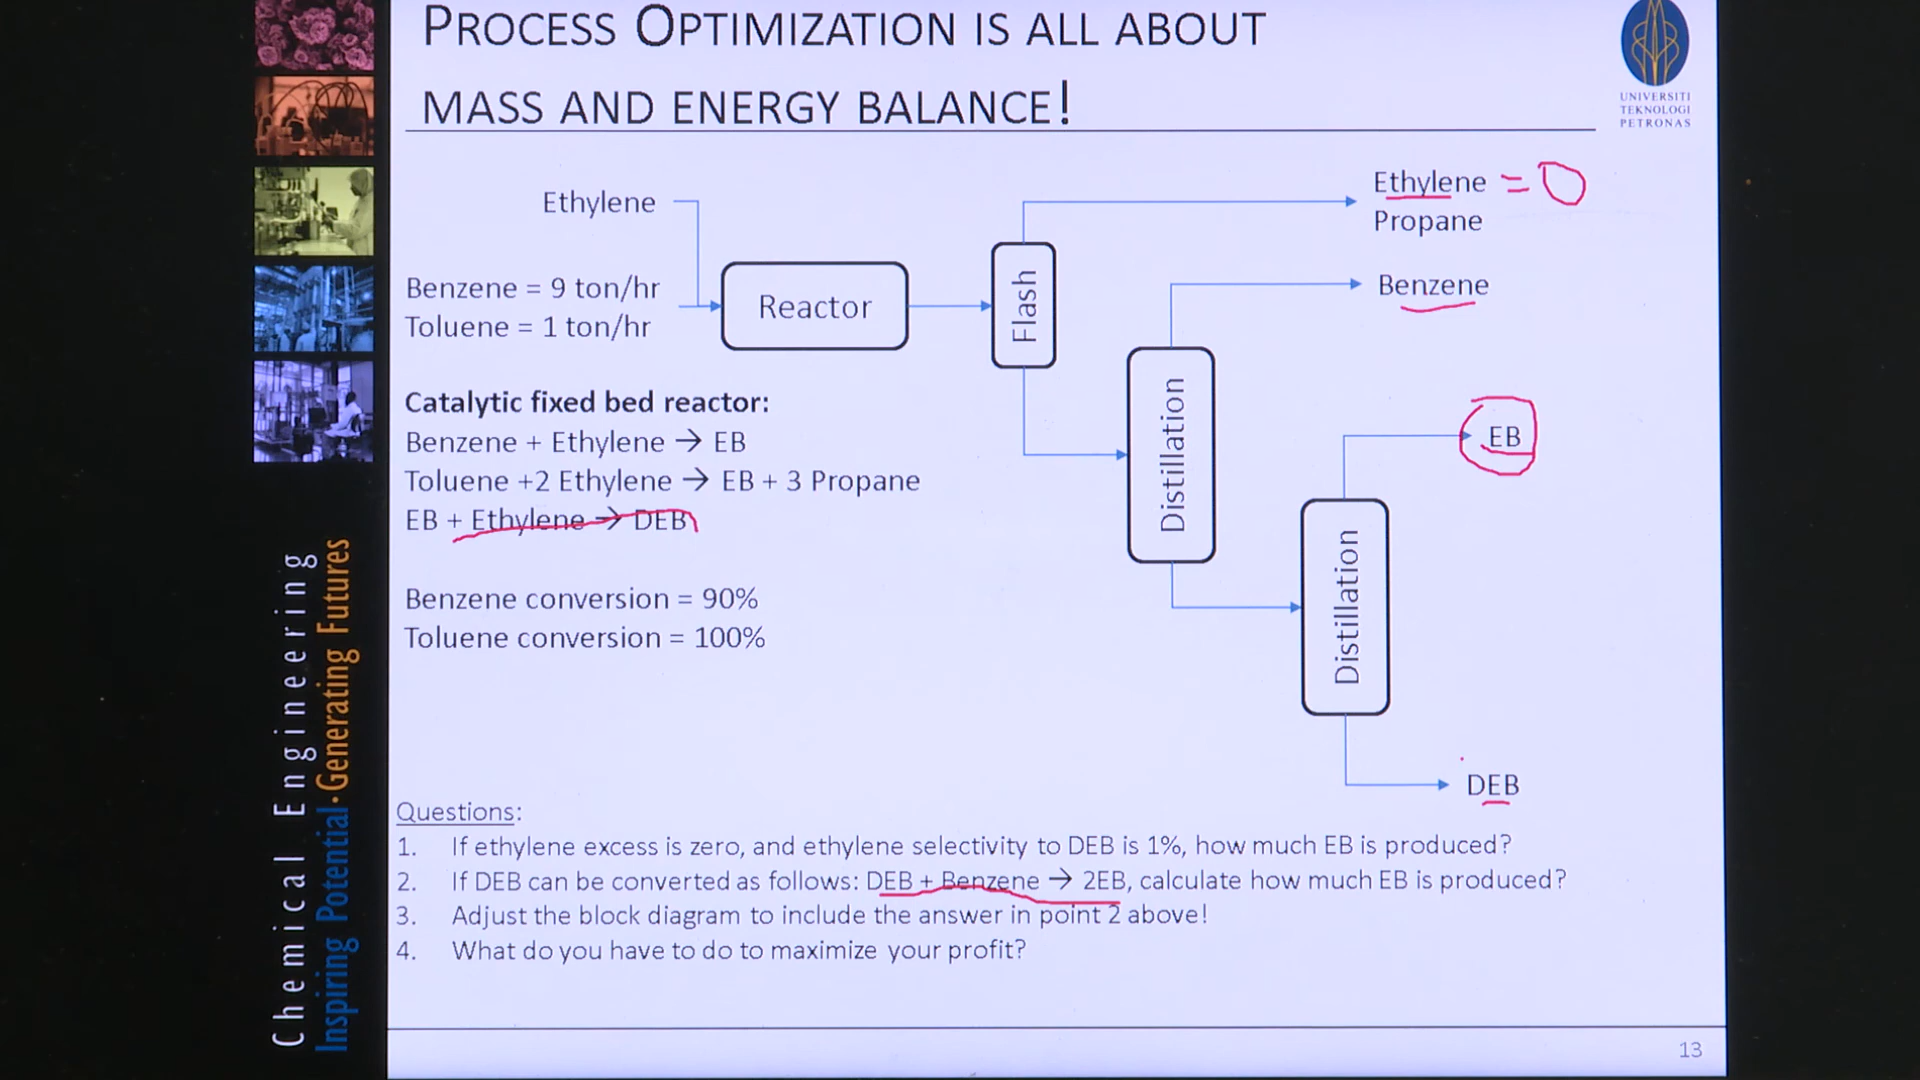 PROCESS OPTIMIZATION IS ALL ABOUT
MASS AND ENERGY BALANCE!
UNIVERSITI
TEKNOLOGI
PETRONAS
Ethylene
Benzene = 9 ton/hr
Toluene = 1 ton/hr
Reactor
Flash
Ethylene = 0
Propane
Benzene
Distillation
EB
Distillation
DEB
Catalytic fixed bed reactor:
Benzene + Ethylene → EB
Toluene +2 Ethylene → EB + 3 Propane
EB + Ethylene → DEB
Benzene conversion = 90%
Toluene conversion = 100%
Questions:
1. If ethylene excess is zero, and ethylene selectivity to DEB is 1%, how much EB is produced?
2. If DEB can be converted as follows: DEB + Benzene → 2EB, calculate how much EB is produced?
3. Adjust the block diagram to include the answer in point 2 above!
4. What do you have to do to maximize your profit?
Chemical Engineering
Inspiring Potential·Generating Futures
13